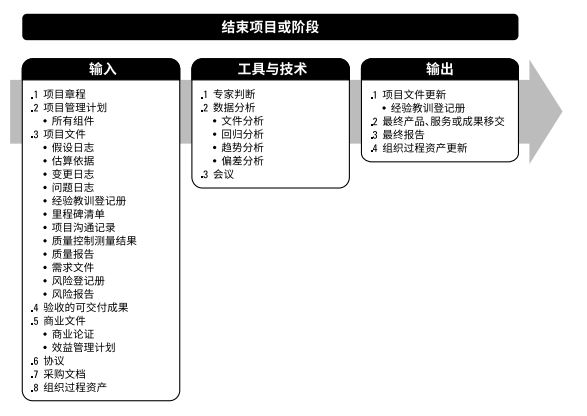 结束项目或阶段
输入
.1 项目章程
.2 项目管理计划
• 所有组件
.3 项目文件
• 假设日志
• 估算依据
• 变更日志
• 问题日志
• 经验教训登记册
• 里程碑清单
• 项目沟通记录
• 质量控制测量结果
• 质量报告
• 需求文件
• 风险登记册
• 风险报告
.4 验收的可交付成果
.5 商业文件
• 商业论证
• 效益管理计划
.6 协议
.7 采购文档
.8 组织过程资产
工具与技术
.1 专家判断
.2 数据分析
• 文件分析
• 回归分析
• 趋势分析
• 偏差分析
.3 会议
输出
.1 项目文件更新
• 经验教训登记册
.2 最终产品、服务或成果移交
.3 最终报告
.4 组织过程资产更新